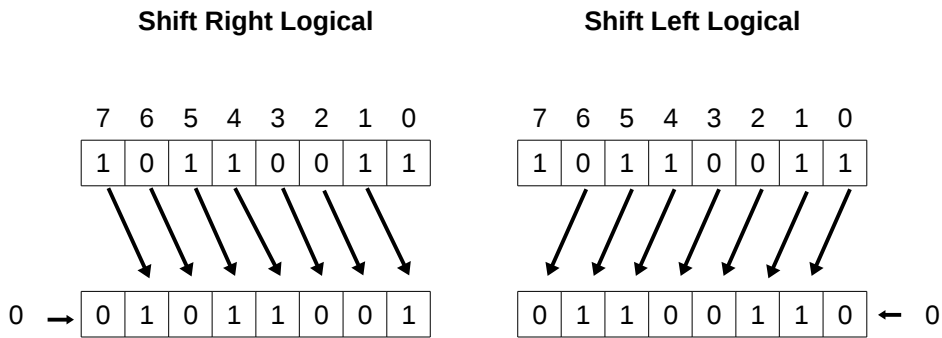 Shift Right Logical
Shift Left Logical
7 6 5 4 3 2 1 0
7 6 5 4 3 2 1 0
1 0 1 1 0 0 1 1
1 0 1 1 0 0 1 1
0 0 1 0 1 1 0 0 1
0 1 1 0 0 1 1 0 0